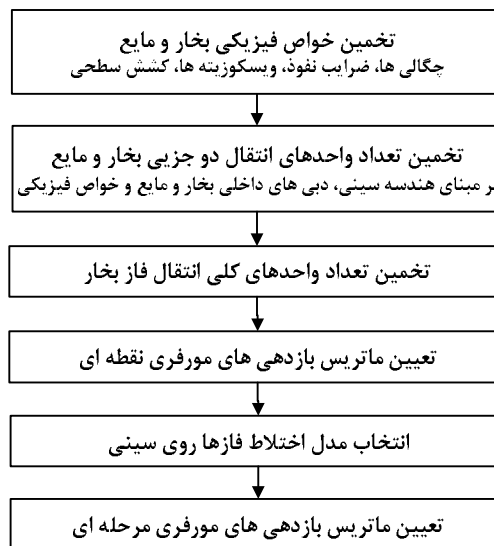 تخمین خواص فیزیکی بخار و مایع
چگالی ها، ضرایب نفوذ، ویسکوزیته ها، کشش سطحی
تخمین تعداد واحدهای انتقال دو جزیی بخار و مایع
ر مبنای هندسه سینی، دبی های داخلی بخار و مایع و خواص فیزیکی
تخمین تعداد واحدهای کلی انتقال فاز بخار
تعیین ماتریس بازدهی های مورفری نقطه ای
انتخاب مدل اختلاط فازها روی سینی
تعیین ماتریس بازدهی های مورفری مرحله ای